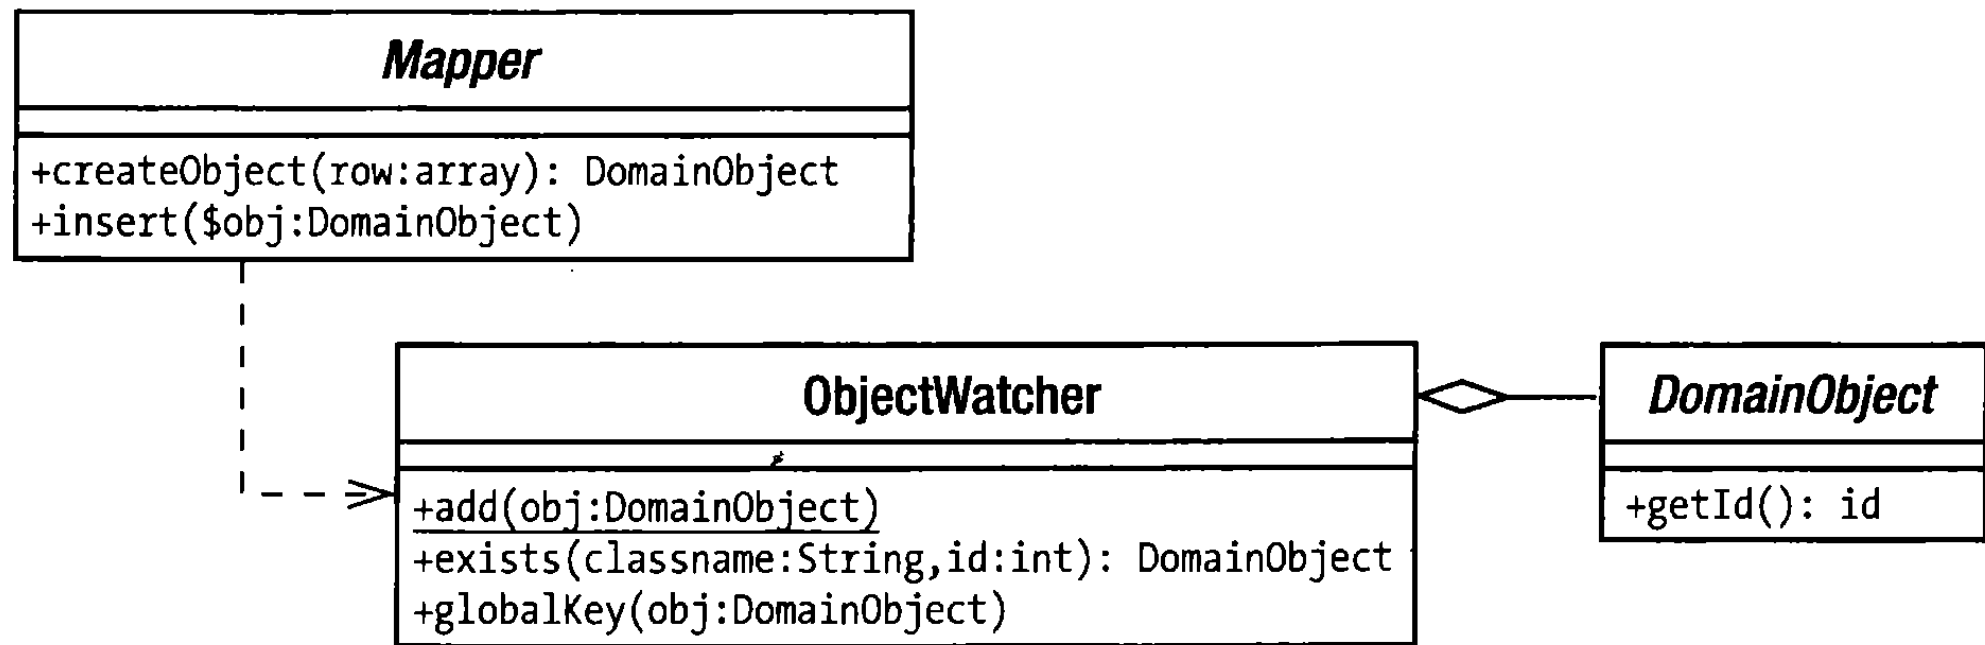 Mapper
+createObject(row:array): DomainObject
+insert($obj:DomainObject)
ObjectWatcher
+add(obj:DomainObject)
+exists(classname:String,id:int): DomainObject
+globalKey(obj:DomainObject)
DomainObject
+getId(): id